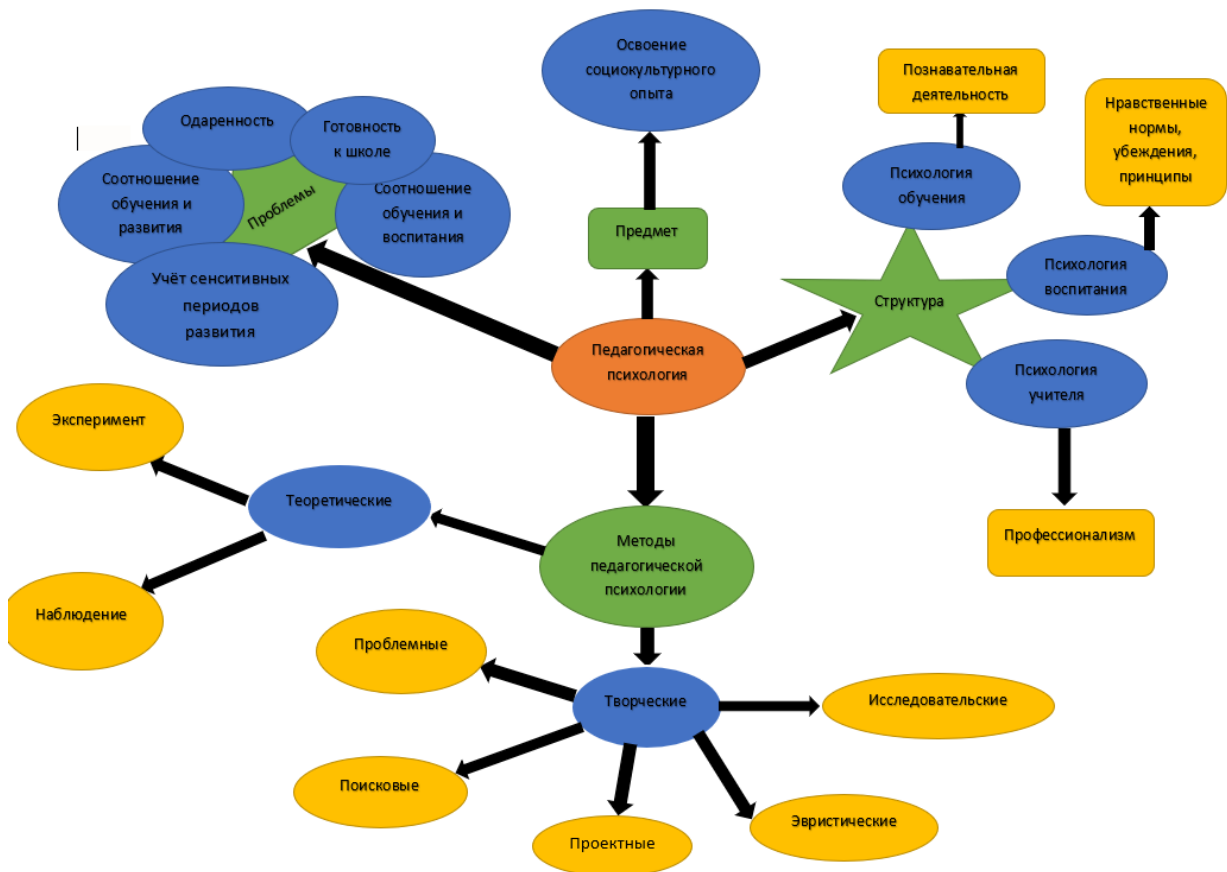 Освоение
социокультурного
опыта
Познавательная
деятельность
Нравственные
нормы,
убеждения,
принципы
Одаренность
Готовность
к школе
Соотношение
обучения и
развития
Проблемы
Соотношение
обучения и
воспитания
Учёт сенситивных
периодов
развития
Предмет
Психология
обучения
Психология
воспитания
Структура
Педагогическая
психология
Психология
учителя
Профессионализм
Эксперимент
Теоретические
Наблюдение
Методы
педагогической
психологии
Проблемные
Творческие
Исследовательские
Поисковые
Проектные
Эвристические